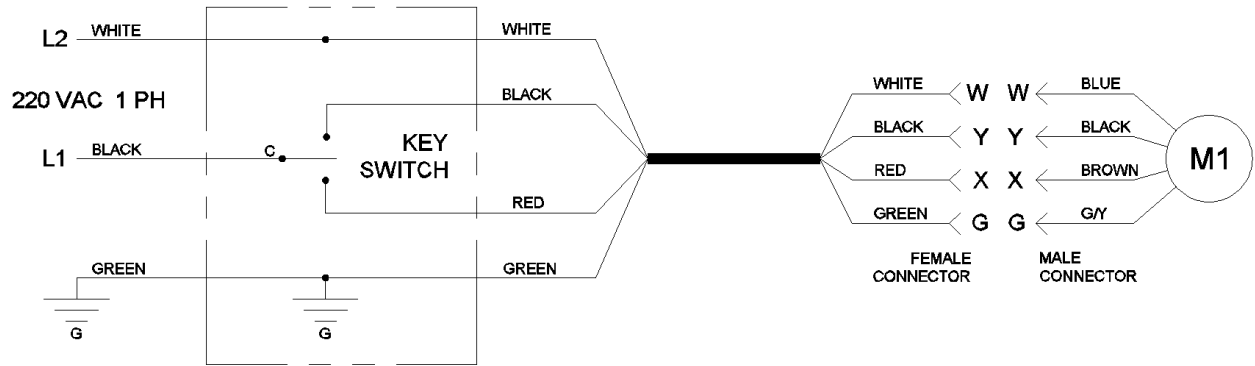 L2 WHITE WHITE
220 VAC 1 PH
BLACK
L1 BLACK C
KEY
SWITCH
RED
GREEN GREEN
G G
WHITE W W BLUE
BLACK Y Y BLACK
RED X X BROWN
GREEN G G G/Y
M1
FEMALE
CONNECTOR
MALE
CONNECTOR